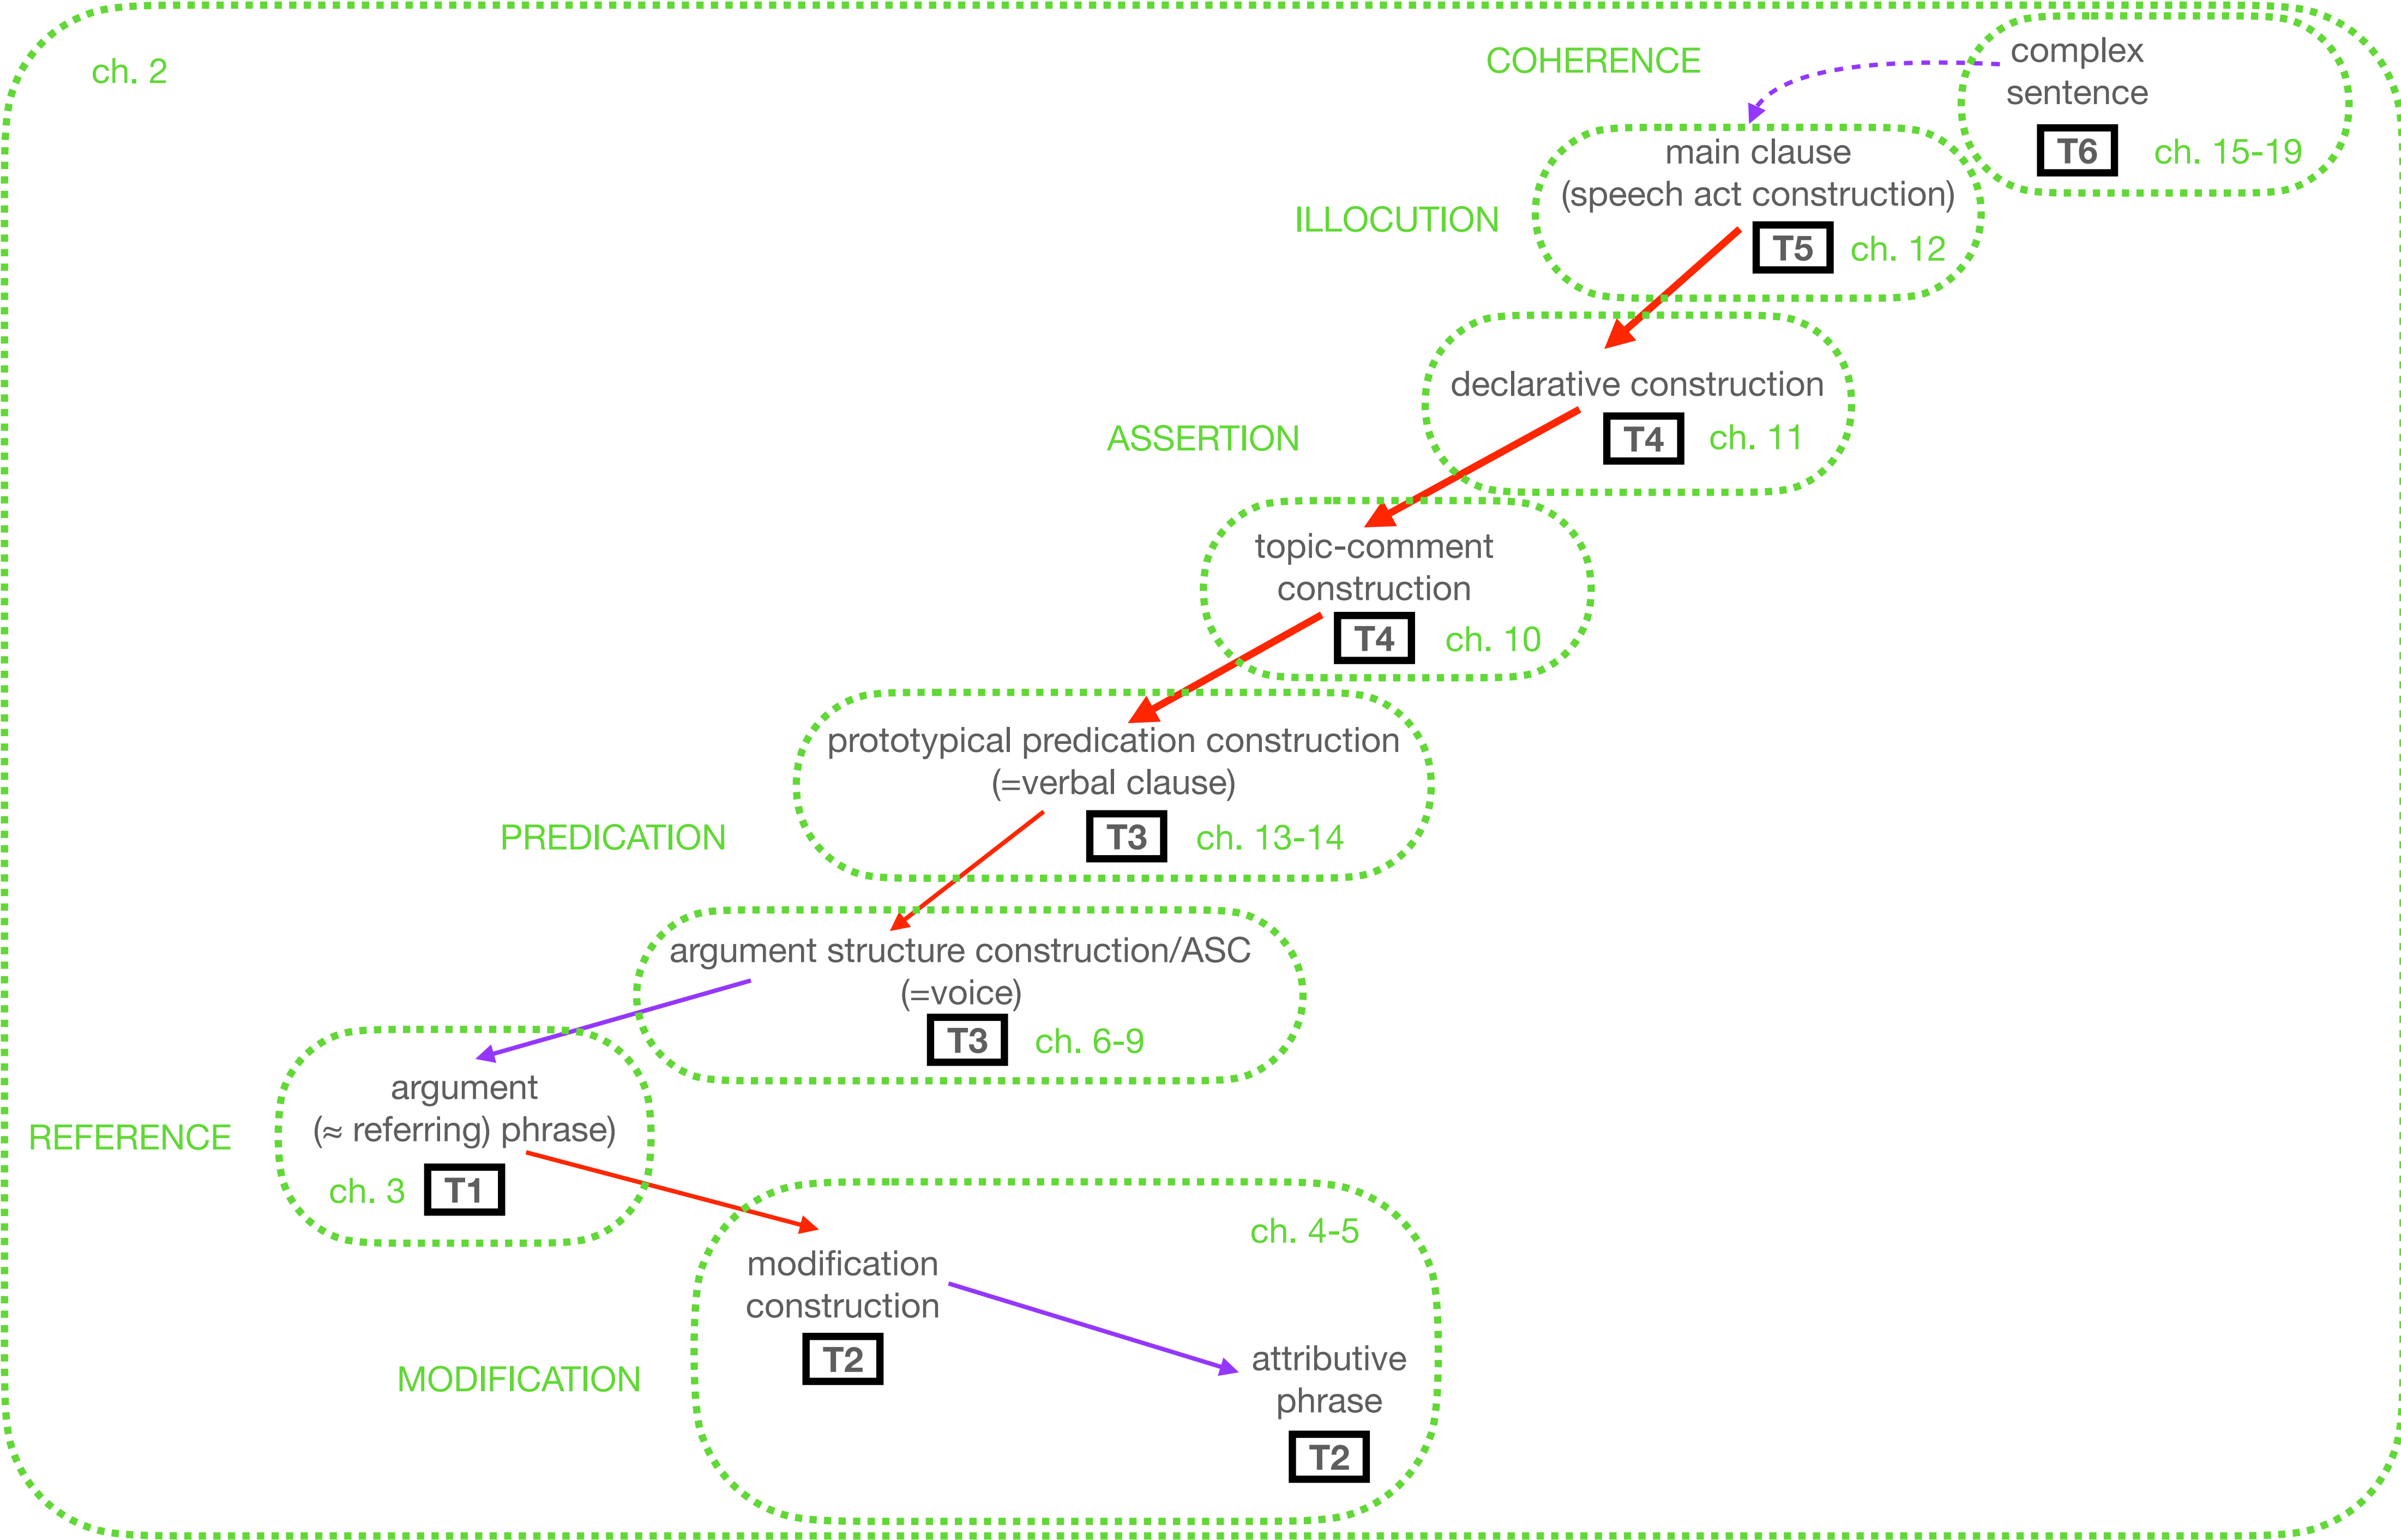 ch. 2
COHERENCE
complex
sentence
T6 ch. 15-19
main clause
(speech act construction)
ILLOCUTION
T5 ch. 12
declarative construction
ASSERTION
T4 ch. 11
topic-comment
construction
T4 ch. 10
prototypical predication construction
(=verbal clause)
PREDICATION
T3 ch. 13-14
argument structure construction/ASC
(=voice)
T3 ch. 6-9
argument
(≈ referring) phrase)
REFERENCE
ch. 3 T1
ch. 4-5
modification
construction
T2
MODIFICATION
attributive
phrase
T2